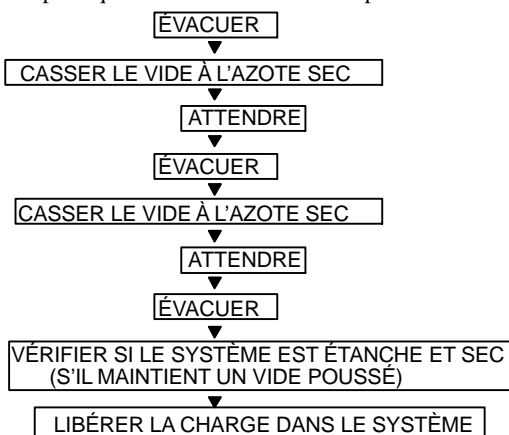 ÉVACUER
CASSER LE VIDE À L'AZOTE SEC
ATTENDRE
ÉVACUER
CASSER LE VIDE À L'AZOTE SEC
ATTENDRE
ÉVACUER
VÉRIFIER SI LE SYSTÈME EST ÉTANCHE ET SEC
(S'IL MAINTIENT UN VIDE POUSSÉ)
LIBÉRER LA CHARGE DANS LE SYSTÈME